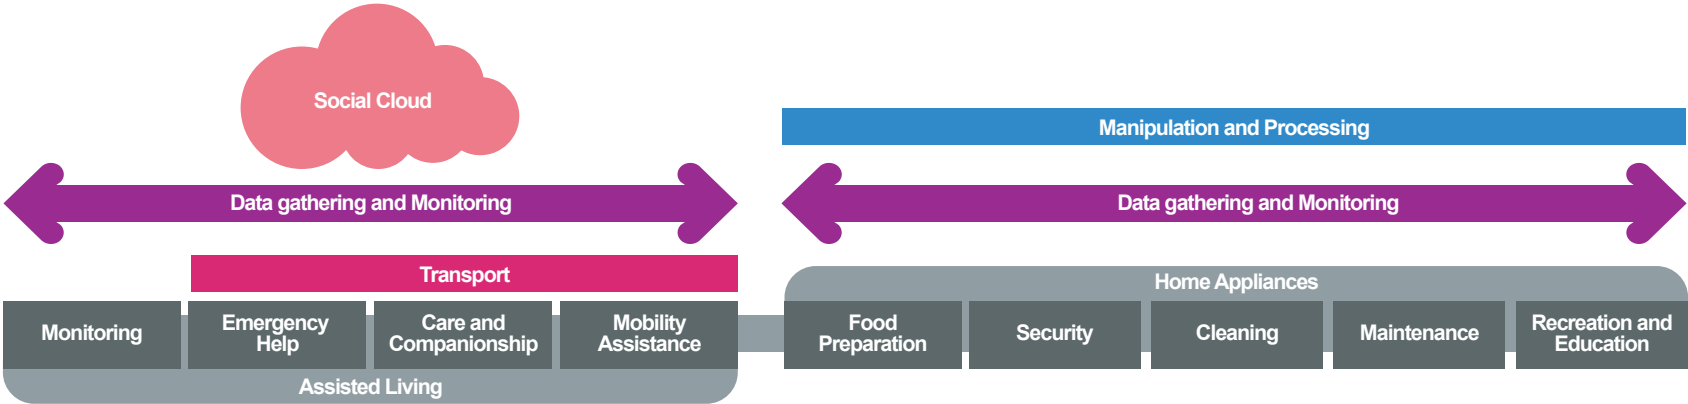 Social Cloud
Manipulation and Processing
Data gathering and Monitoring
Data gathering and Monitoring
Transport
Home Appliances
Monitoring
Emergency
Help
Care and
Companionship
Mobility
Assistance
Food
Preparation
Security
Cleaning
Maintenance
Recreation and
Education
Assisted Living